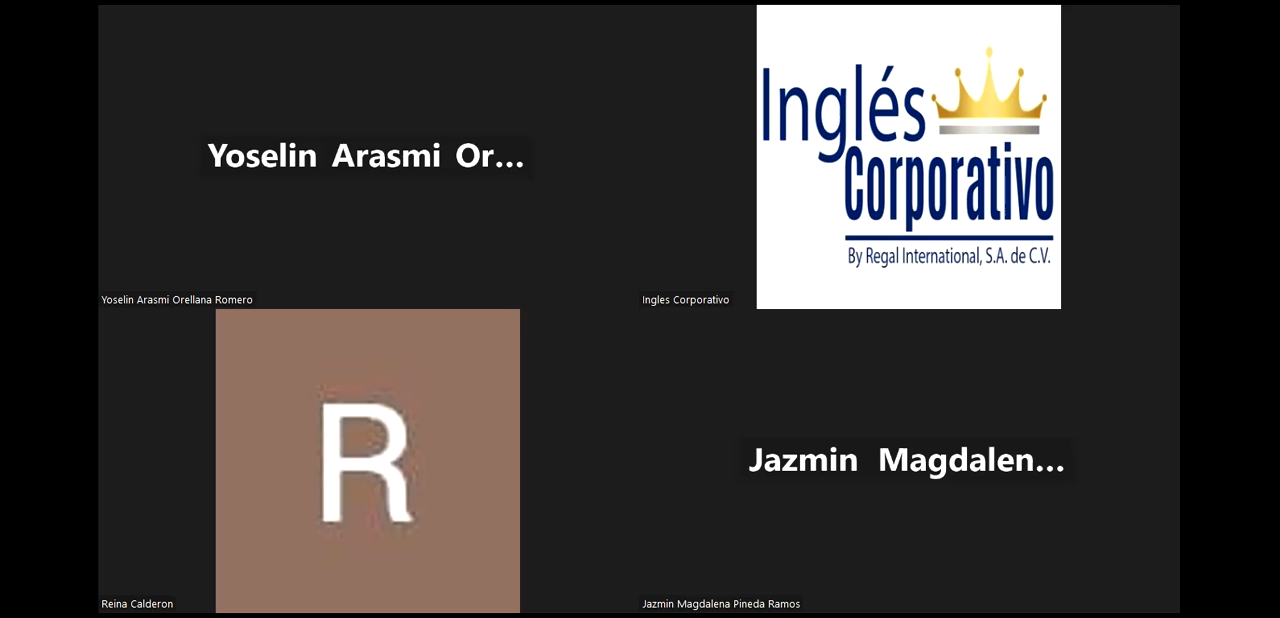 Yoselin Arasmi Or...
Yoselin Arasmi Orellana Romero
Inglés
Corporativo
By Regal International, S.A. de C.V.
Ingles Corporativo
R
Reina Calderon
Jazmin Magdalen...
Jazmin Magdalena Pineda Ramos